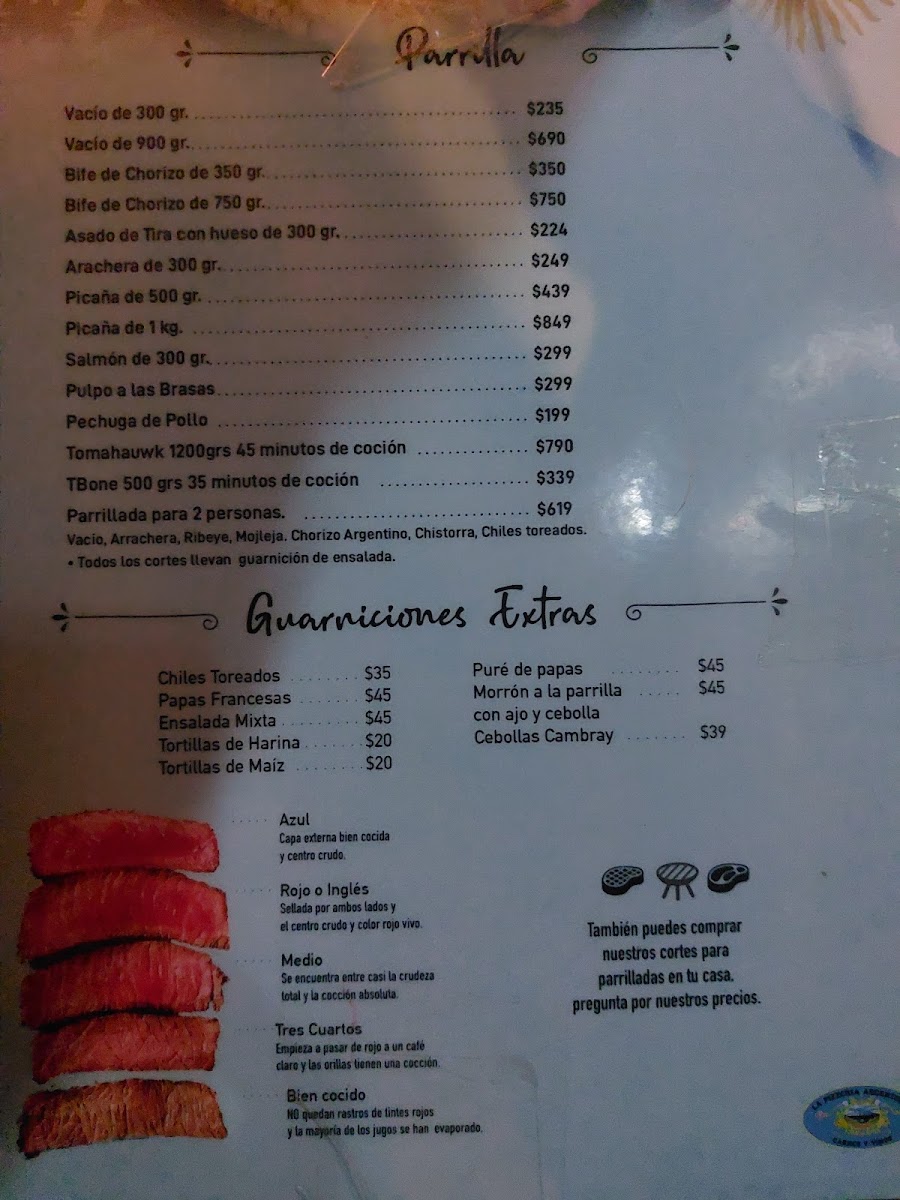 Parrilla
Vacío de 300 gr. $235
Vacío de 900 gr. $690
Bife de Chorizo de 350 gr. $350
Bife de Chorizo de 750 gr. $750
Asado de Tira con hueso de 300 gr. $224
Arachera de 300 gr. $249
Picaña de 500 gr. $439
Picaña de 1 kg. $849
Salmón de 300 gr. $299
Pulpo a las Brasas $299
Pechuga de Pollo $199
Tomahauwk 1200grs 45 minutos de coción $790
TBone 500 grs 35 minutos de coción $339
Parrillada para 2 personas. $619
Vacio, Arrachera, Ribeye, Mojleja. Chorizo Argentino, Chistorra, Chiles toreados.
• Todos los cortes llevan guarnición de ensalada.
Guarniciones Extras
Chiles Toreados $35
Papas Francesas $45
Ensalada Mixta $45
Tortillas de Harina $20
Tortillas de Maíz $20
Puré de papas $45
Morrón a la parrilla $45
con ajo y cebolla
Cebollas Cambray $39
Azul
Capa externa bien cocida
y centro crudo.
Rojo o Inglés
Sellada por ambos lados y
el centro crudo y color rojo vivo.
Medio
Se encuentra entre casi la crudeza
total y la cocción absoluta.
Tres Cuartos
Empieza a pasar de rojo a un café
claro y las orillas tienen una cocción.
Bien cocido
NO quedan rastros de tintes rojos
y la mayoría de los jugos se han evaporado.
También puedes comprar
nuestros cortes para
parrilladas en tu casa.
pregunta por nuestros precios.
LA PIZZERIA